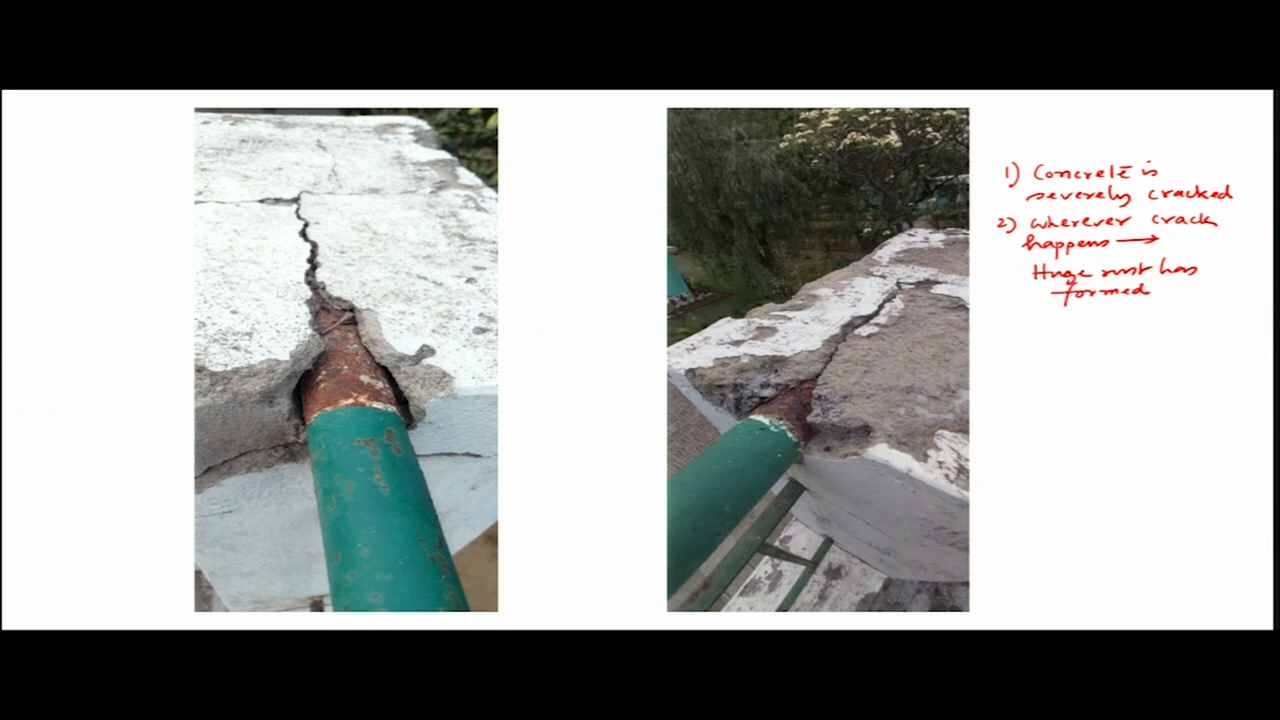 1) Concrete is
severely cracked
2) wherever crack
happens →
Huge rust has
formed